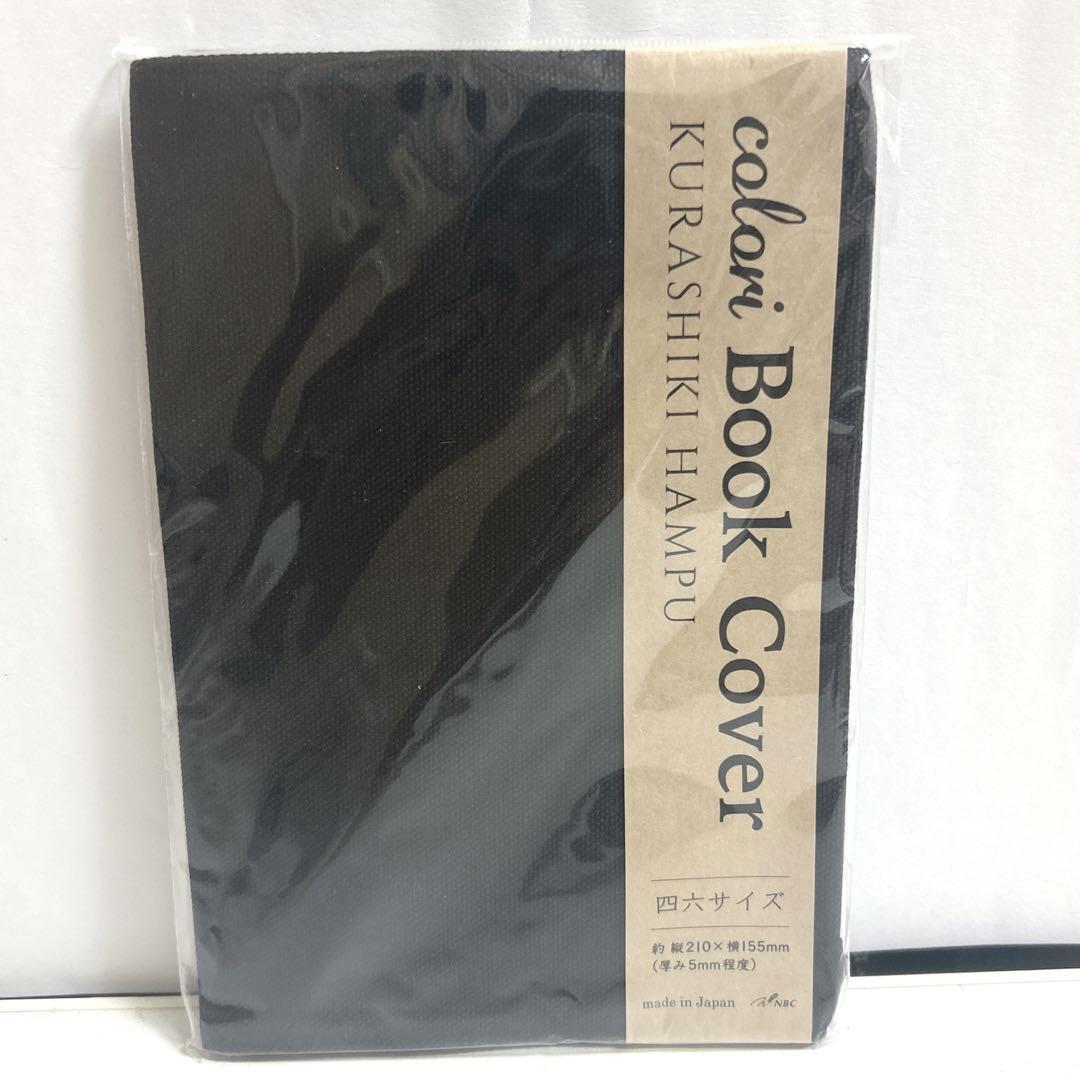 colori Book Cover
KURASHIKI HAMPU
四六サイズ
約 縦210×横155mm
(厚み5mm程度)
made in Japan NBC